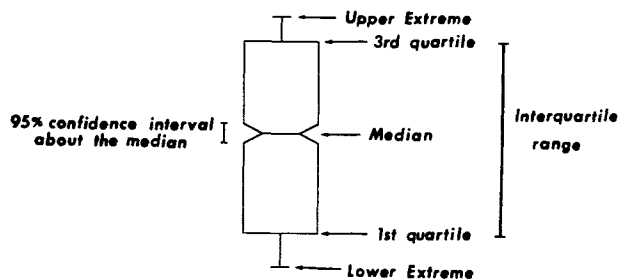 Upper Extreme
3rd quartile
95% confidence interval
about the median
Median
Interquartile
range
1st quartile
Lower Extreme